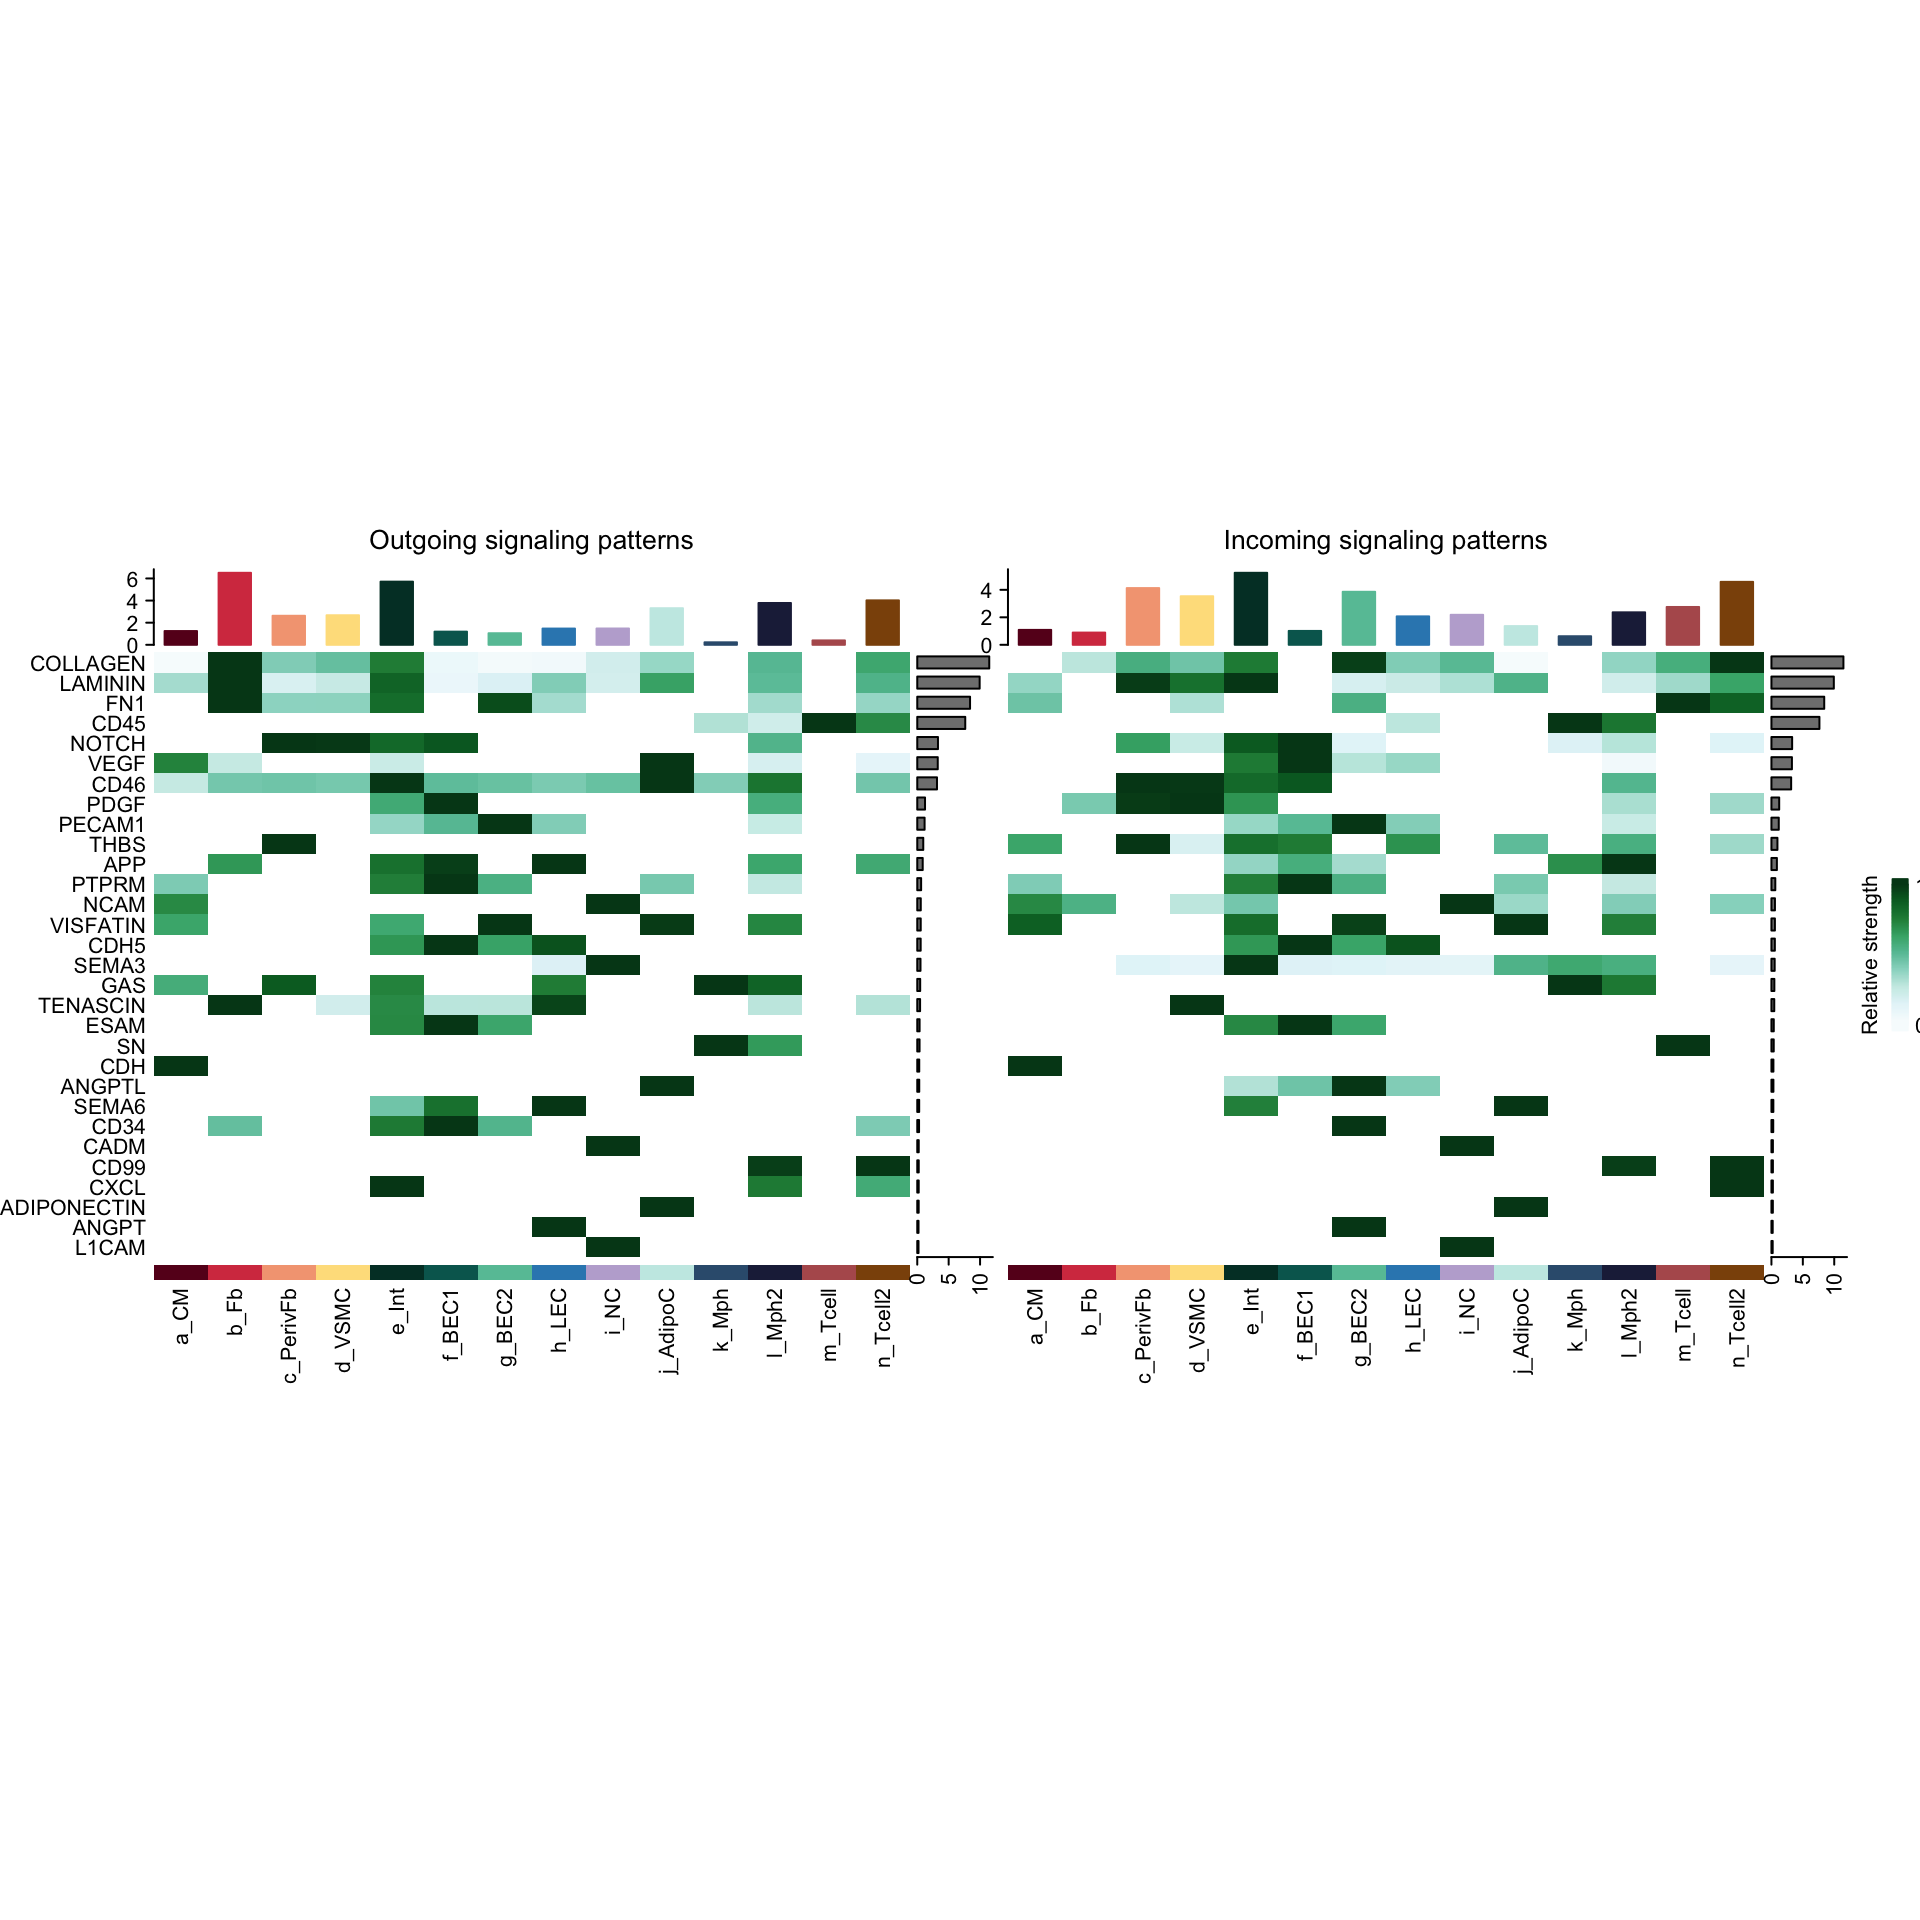 Outgoing signaling patterns
Incoming signaling patterns
6
4
2
0
4
2
0
COLLAGEN
LAMININ
FN1
CD45
NOTCH
VEGF
CD46
PDGF
PECAM1
THBS
APP
PTPRM
NCAM
VISFATIN
CDH5
SEMA3
GAS
TENASCIN
ESAM
SN
CDH
ANGPTL
SEMA6
CD34
CADM
CD99
CXCL
ADIPONECTIN
ANGPT
L1CAM
0
5
10
0
5
10
a_CM
b_Fb
c_PerivFb
d_VSMC
e_Int
f_BEC1
g_BEC2
h_LEC
i_NC
j_AdipoC
k_Mph
l_Mph2
m_Tcell
n_Tcell2
a_CM
b_Fb
c_PerivFb
d_VSMC
e_Int
f_BEC1
g_BEC2
h_LEC
i_NC
j_AdipoC
k_Mph
l_Mph2
m_Tcell
n_Tcell2
Relative strength